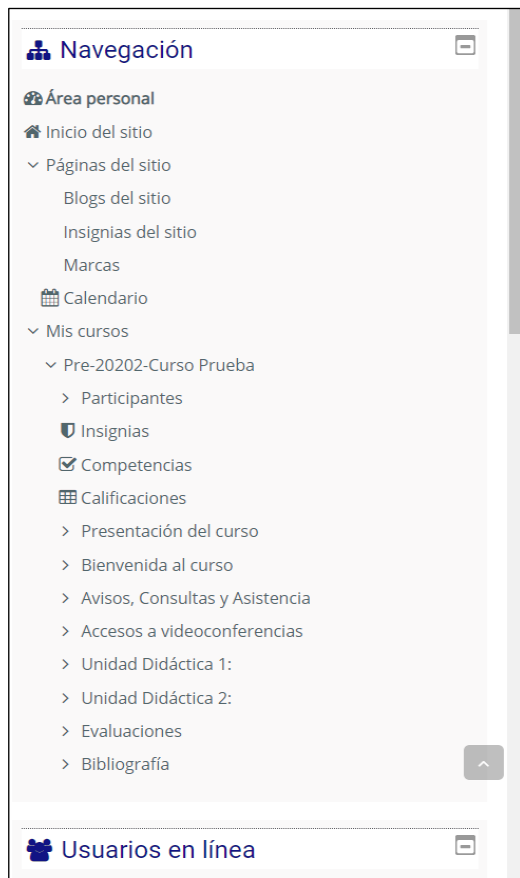 Navegación
Área personal
Inicio del sitio
Páginas del sitio
Blogs del sitio
Insignias del sitio
Marcas
Calendario
Mis cursos
Pre-20202-Curso Prueba
Participantes
Insignias
Competencias
Calificaciones
Presentación del curso
Bienvenida al curso
Avisos, Consultas y Asistencia
Accesos a videoconferencias
Unidad Didáctica 1:
Unidad Didáctica 2:
Evaluaciones
Bibliografía
Usuarios en línea